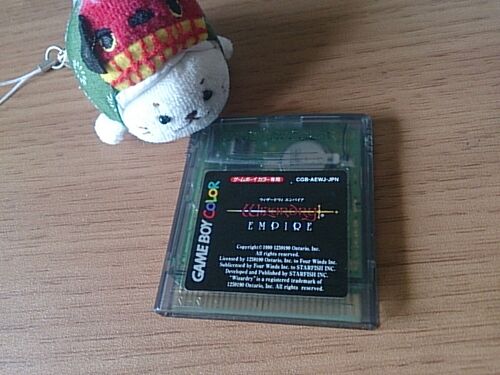 ゲームボイカラー専用
CGB-AEWJ-JPN
ウィザードリィ エンパイア
Wizardry
EMPIRE
GAME BOY COLOR
Copyright© 1999 1259190 Ontario, Inc.
All rights reserved.
Licensed by 1259190 Ontario, Inc. to Four Winds Inc.
Sublicensed by Four Winds Inc. to STARFISH INC.
Developed and Published by STARFISH INC.
"Wizardry" is a registered trademark of
1259190 Ontario, Inc. All rights reserved.